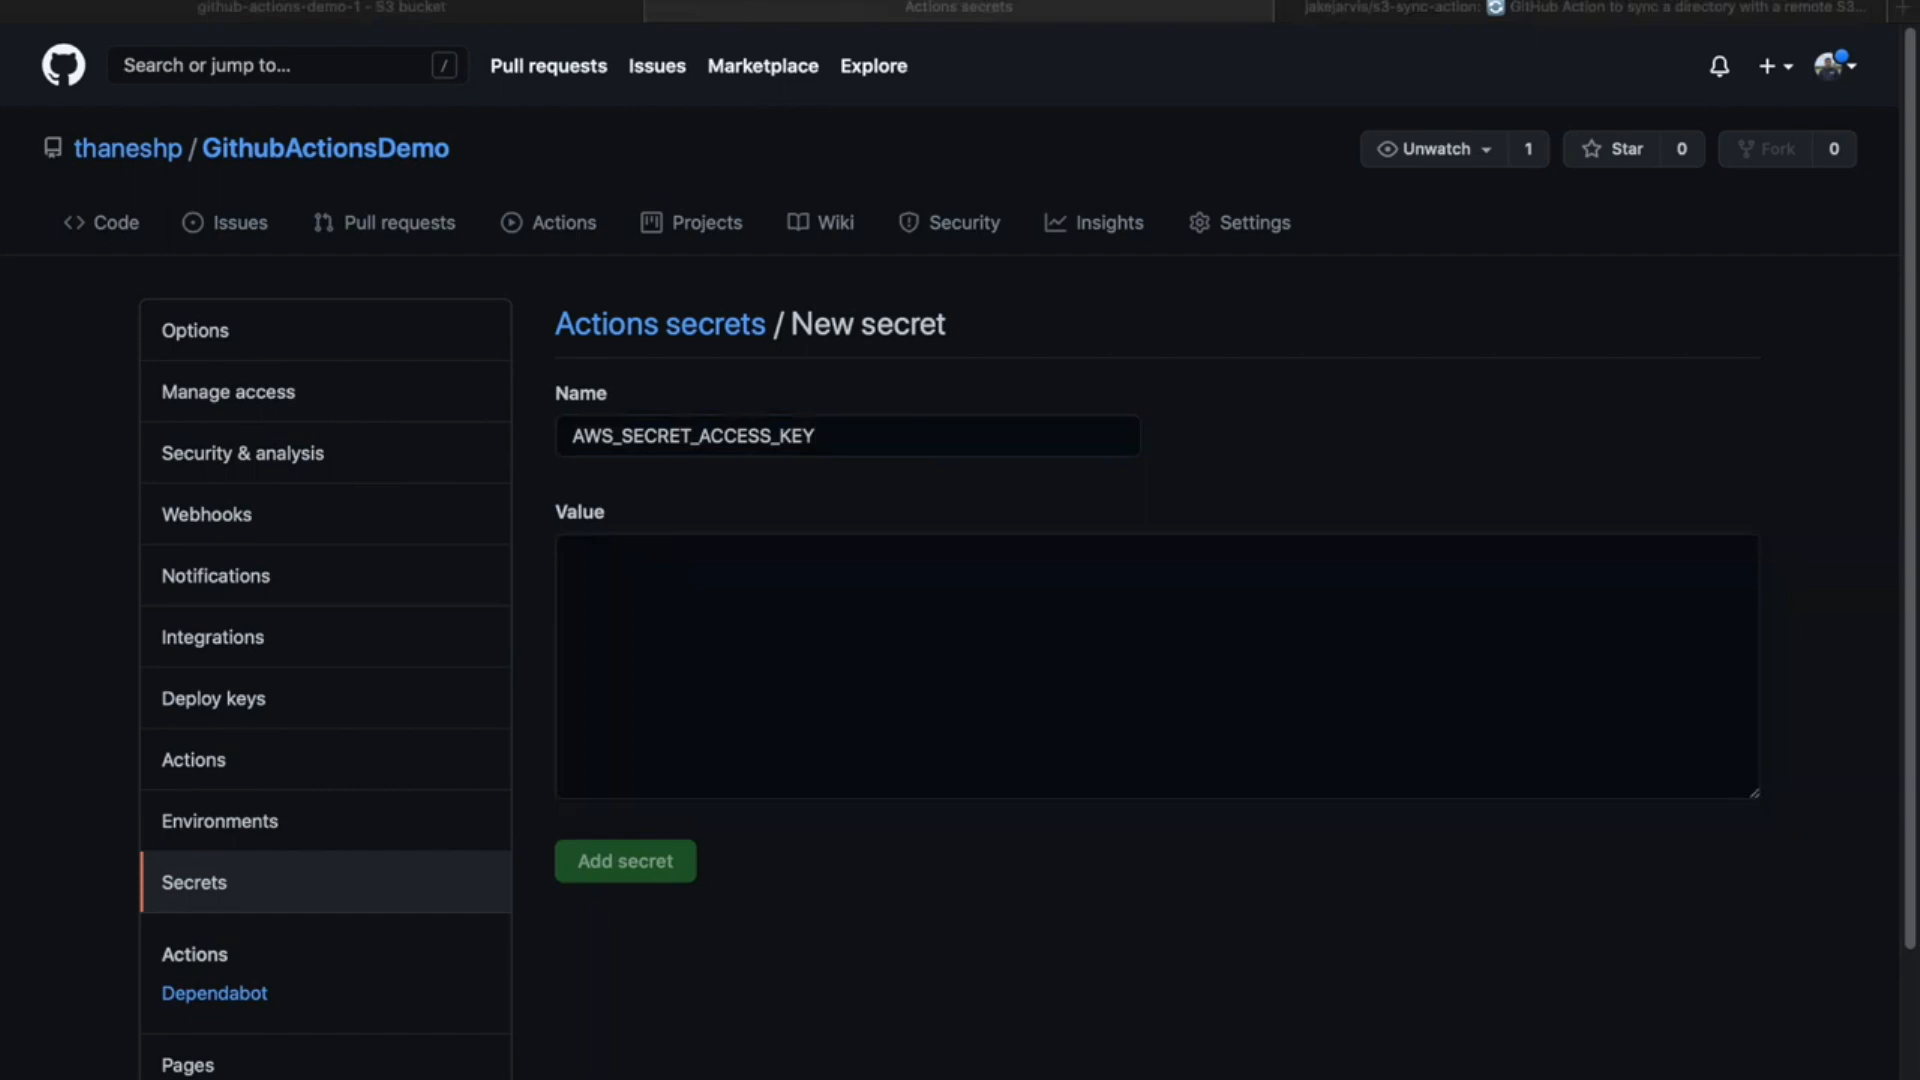 github-actions-demo-1 - S3 bucket
Actions secrets
jakejarvis/s3-sync-action: GitHub Action to sync a directory with a remote S3...
Search or jump to...
/
Pull requests
Issues
Marketplace
Explore
thaneshp / GithubActionsDemo
Unwatch
1
Star
0
Fork
0
Code
Issues
Pull requests
Actions
Projects
Wiki
Security
Insights
Settings
Options
Manage access
Security & analysis
Webhooks
Notifications
Integrations
Deploy keys
Actions
Environments
Secrets
Actions
Dependabot
Pages
Actions secrets / New secret
Name
AWS_SECRET_ACCESS_KEY
Value
Add secret